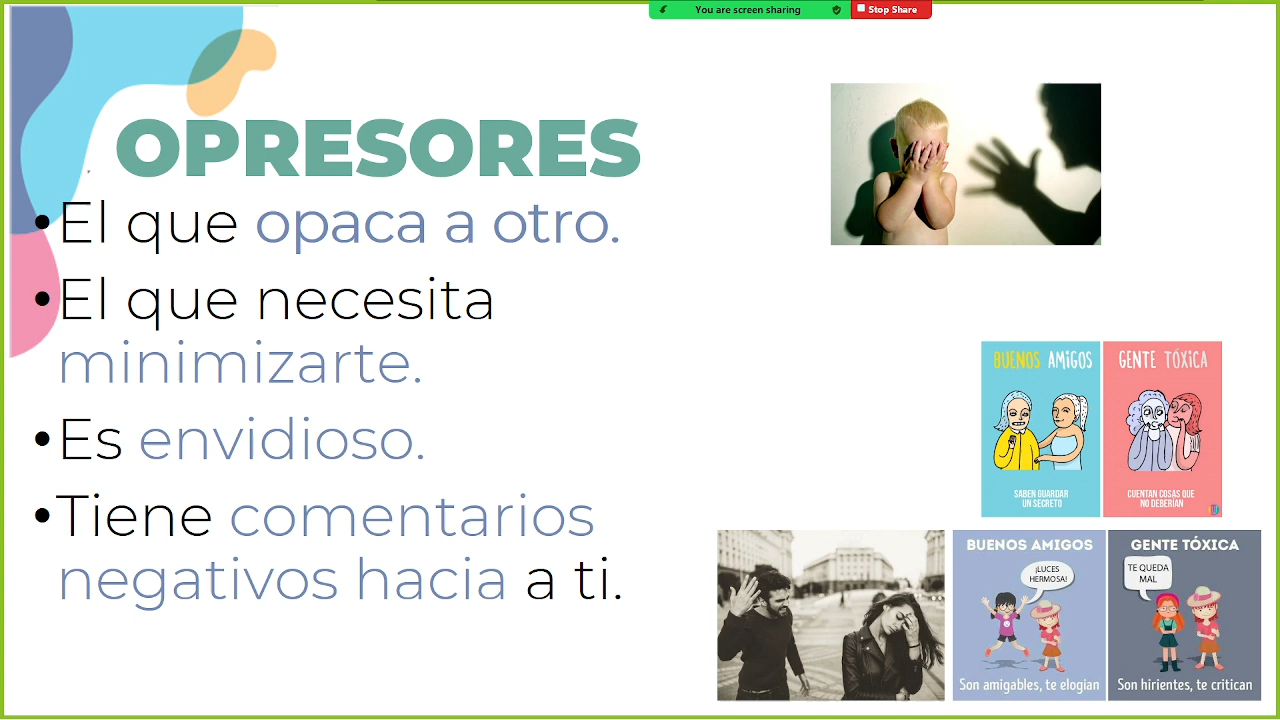 You are screen sharing
Stop Share
OPRESORES
•El que opaca a otro.
•El que necesita
minimizarte.
•Es envidioso.
•Tiene comentarios
negativos hacia a ti.
BUENOS AMIGOS
SABEN GUARDAR
UN SECRETO
GENTE TÓXICA
CUENTAN COSAS QUE
NO DEBERÍAN
BUENOS AMIGOS
¡LUCES
HERMOSA!
Son amigables, te elogian
GENTE TÓXICA
TE QUEDA
MAL
Son hirientes, te critican